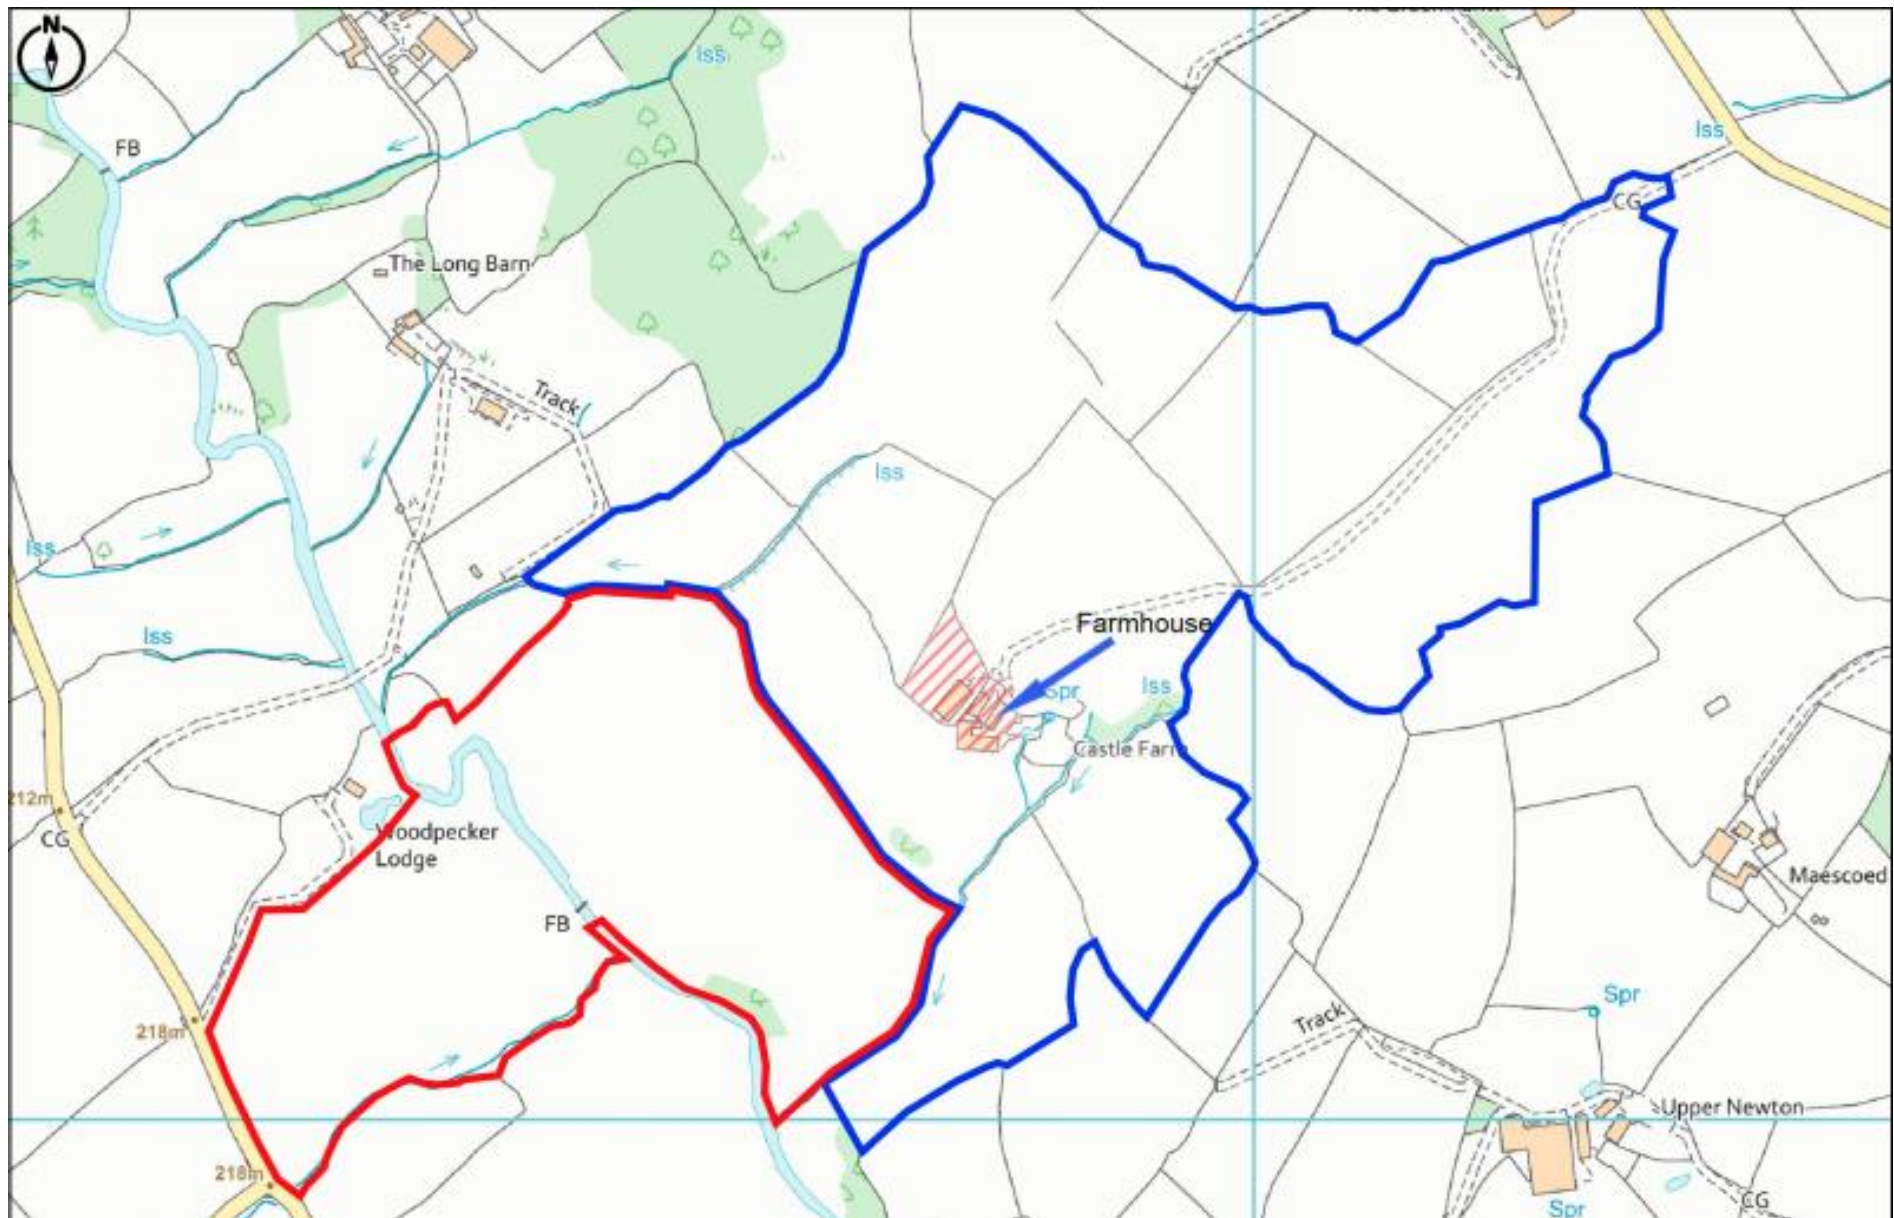 N
Iss
FB
Iss
CG
The Long Barn
Track
Iss
Iss
Iss
Farmhouse
Spr
Iss
Castle Farm
212m
CG
Woodpecker
Lodge
Maescoed
FB
Spr
218m
Track
Upper Newton
218m
CG
Spr